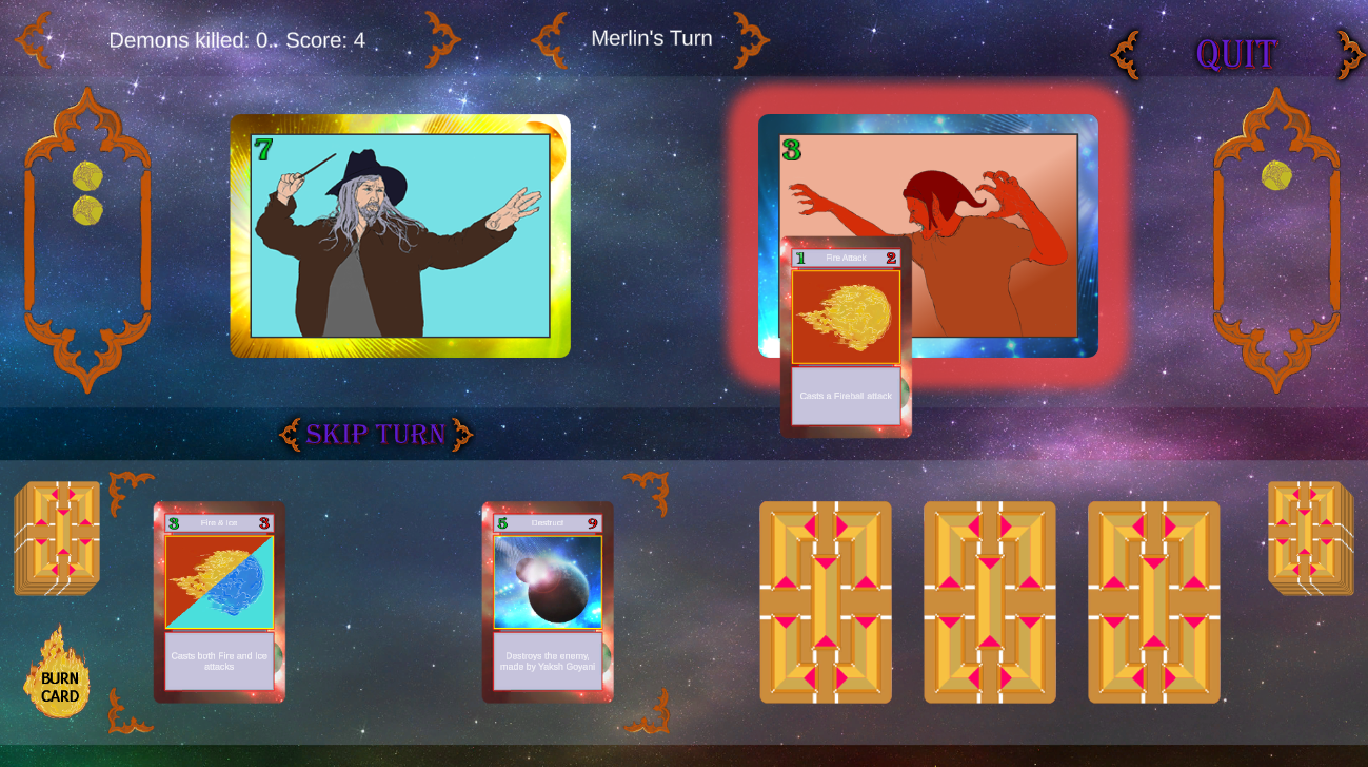 Demons killed: 0.. Score: 4
Merlin's Turn
QUIT
7
3
1 Fire Attack 2
Casts a Fireball attack
SKIP TURN
3 Fire & Ice 3
Casts both Fire and Ice
attacks
5 Destruct 9
Destroys the enemy,
made by Yaksh Goyani
BURN
CARD